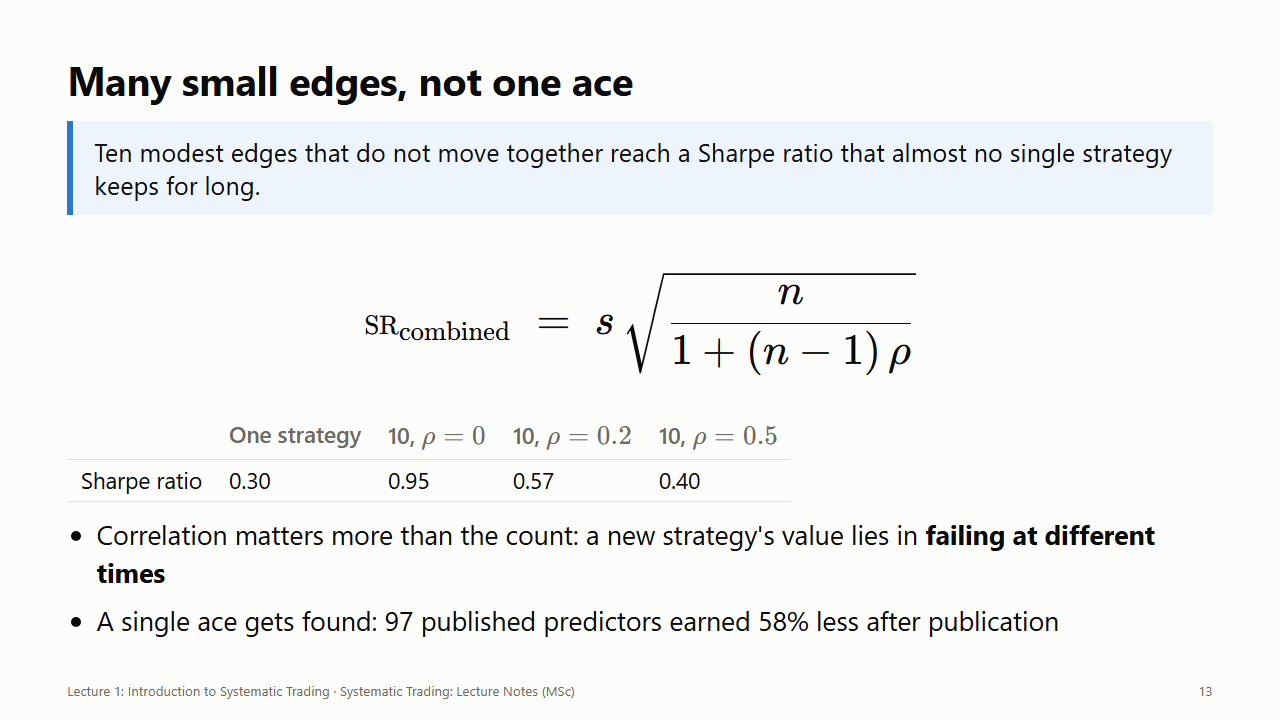 Many small edges, not one ace
Ten modest edges that do not move together reach a Sharpe ratio that almost no single strategy
keeps for long.
SR_combined = s √(n / (1 + (n − 1) ρ))
One strategy 10, ρ = 0 10, ρ = 0.2 10, ρ = 0.5
Sharpe ratio 0.30 0.95 0.57 0.40
• Correlation matters more than the count: a new strategy's value lies in failing at different
times
• A single ace gets found: 97 published predictors earned 58% less after publication
Lecture 1: Introduction to Systematic Trading · Systematic Trading: Lecture Notes (MSc) 13